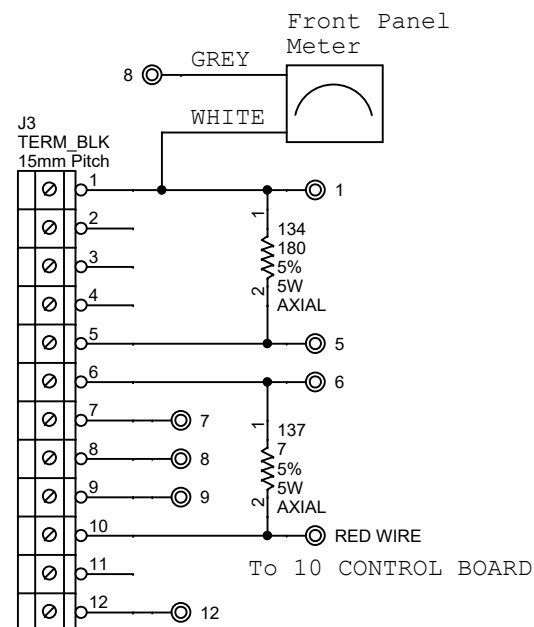 Front Panel
Meter
8
GREY
WHITE
J3
TERM_BLK
15mm Pitch
1
1
2
1
134
180
5%
5W
AXIAL
2
3
4
5
5
6
6
7
7
1
137
7
5%
5W
AXIAL
2
8
8
9
9
10
RED WIRE
11
To 10 CONTROL BOARD
12
12